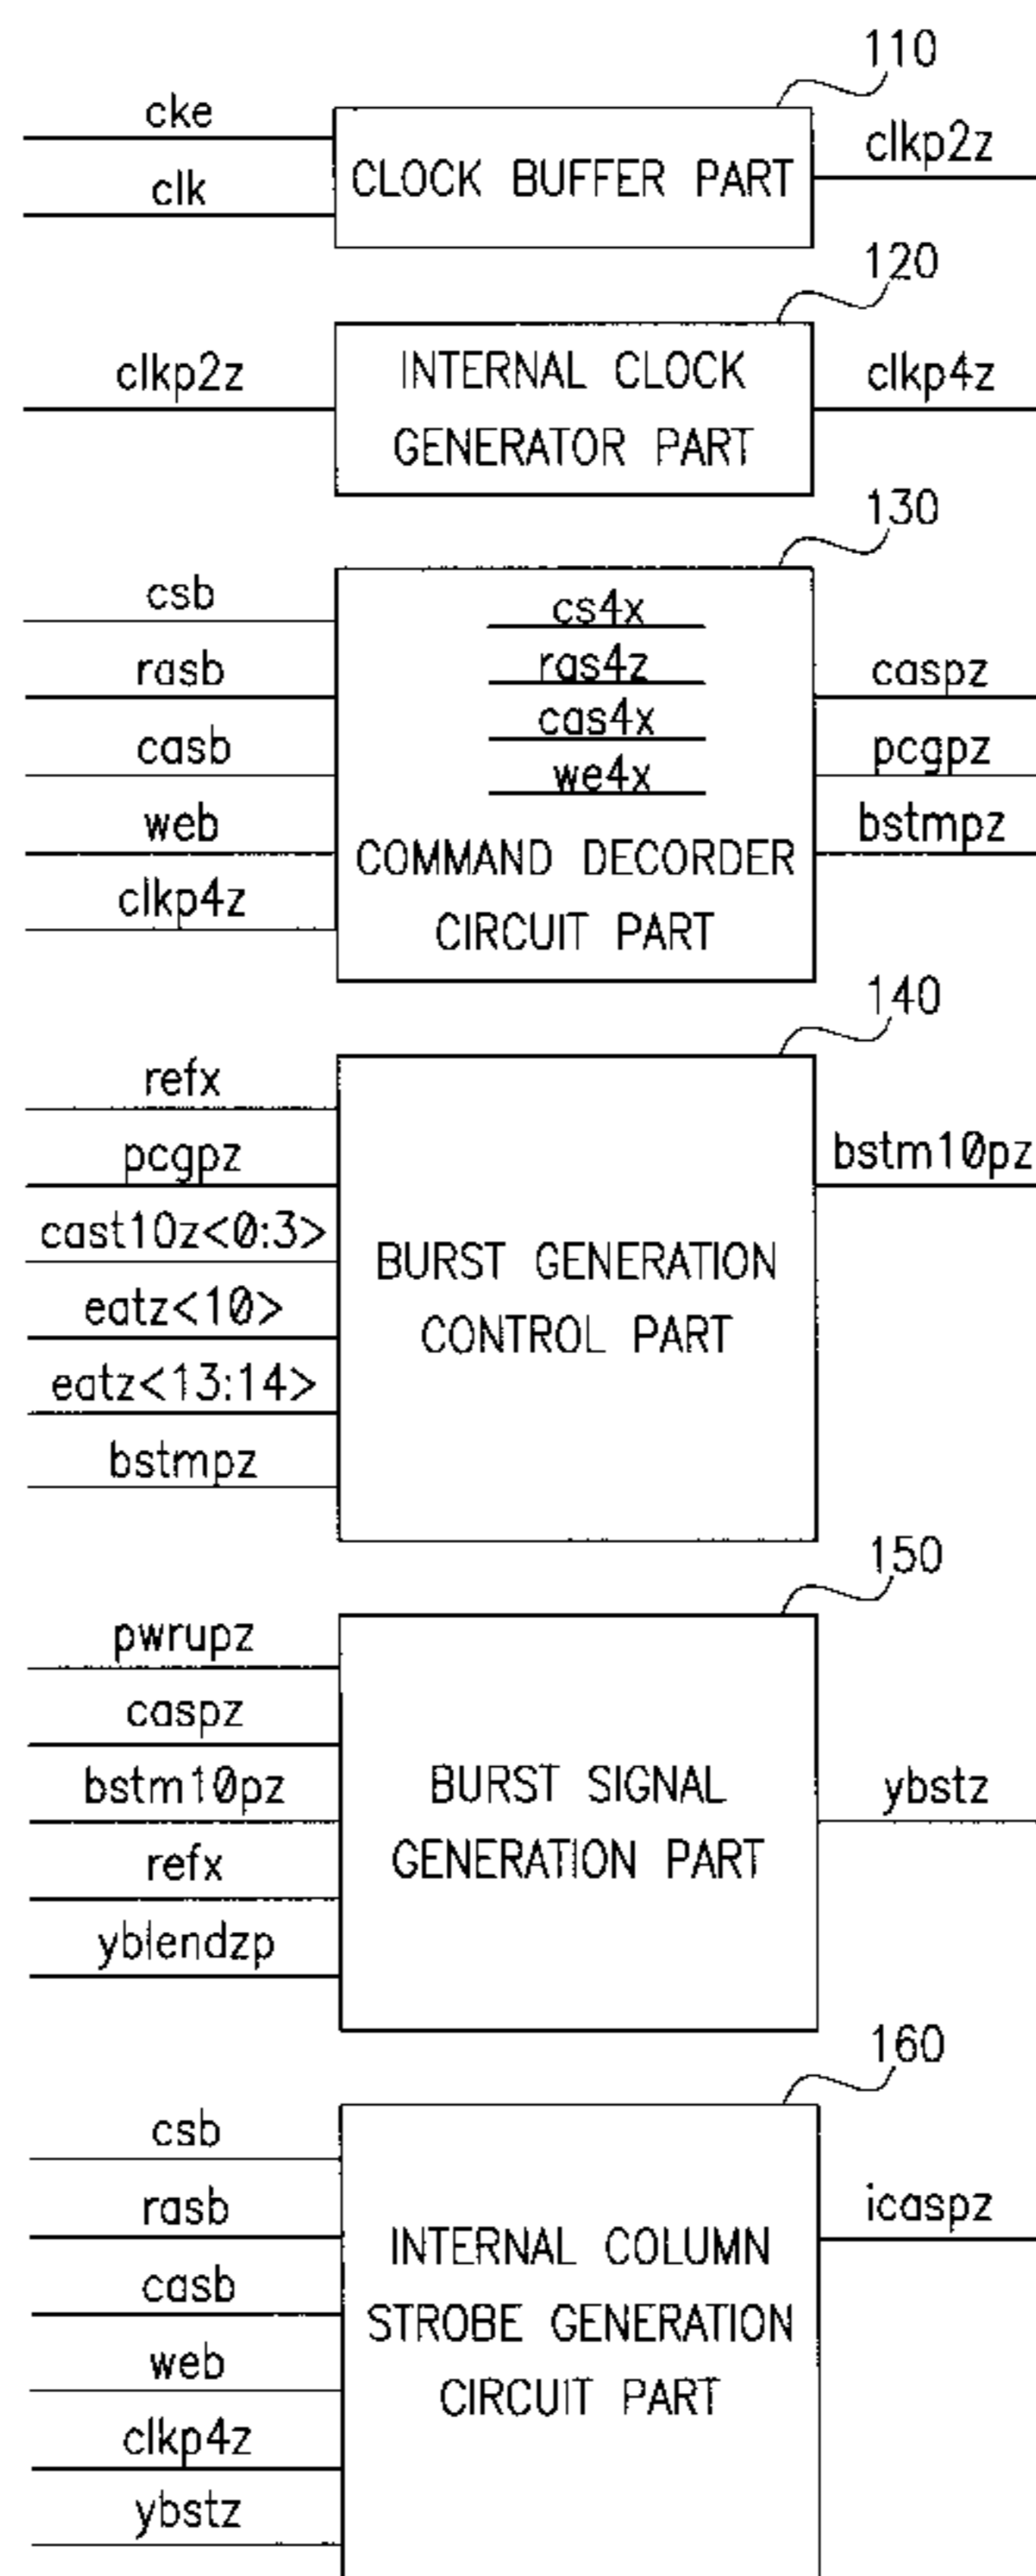 110
cke
clk
CLOCK BUFFER PART
clkp2z
120
clkp2z
INTERNAL CLOCK
GENERATOR PART
clkp4z
130
csb
rasb
casb
web
clkp4z
cs4x
ras4z
cas4x
we4x
COMMAND DECORDER
CIRCUIT PART
caspz
pcgpz
bstmpz
140
refx
pcgpz
cast10z<0:3>
eatz<10>
eatz<13:14>
bstmpz
BURST GENERATION
CONTROL PART
bstm10pz
150
pwrupz
caspz
bstm10pz
refx
yblendzp
BURST SIGNAL
GENERATION PART
ybstz
160
csb
rasb
casb
web
clkp4z
ybstz
INTERNAL COLUMN
STROBE GENERATION
CIRCUIT PART
icaspz